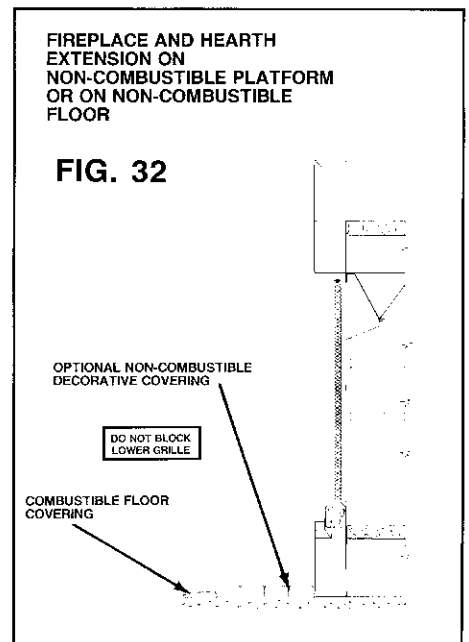 FIREPLACE AND HEARTH
EXTENSION ON
NON-COMBUSTIBLE PLATFORM
OR ON NON-COMBUSTIBLE
FLOOR
FIG. 32
OPTIONAL NON-COMBUSTIBLE
DECORATIVE COVERING
DO NOT BLOCK
LOWER GRILLE
COMBUSTIBLE FLOOR
COVERING